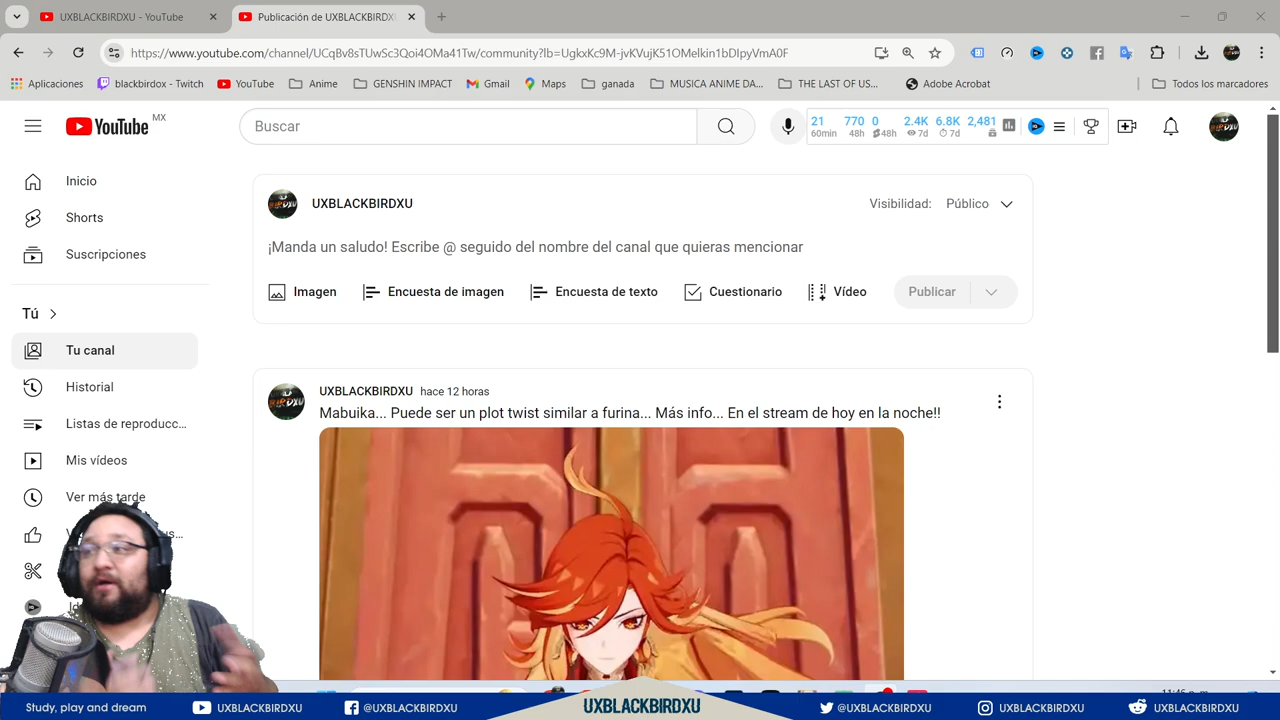 UXBLACKBIRDXU - YouTube
Publicación de UXBLACKBIRDXU
https://www.youtube.com/channel/UCqBv8sTUwSc3Qoi4OMa41Tw/community?lb=UgkxKc9M-jvKVujK51OMelkin1bDIpyVmA0F
Aplicaciones
blackbirdox - Twitch
YouTube
Anime
GENSHIN IMPACT
Gmail
Maps
ganada
MUSICA ANIME DA...
THE LAST OF US...
Adobe Acrobat
Todos los marcadores
YouTube MX
Buscar
21 770 0 2.4K 6.8K 2,481
60min 48h 48h 7d 7d
Inicio
Shorts
Suscripciones
Tú
Tu canal
Historial
Listas de reproducc...
Mis vídeos
Ver más tarde
UXBLACKBIRDXU
Visibilidad: Público
¡Manda un saludo! Escribe @ seguido del nombre del canal que quieras mencionar
Imagen
Encuesta de imagen
Encuesta de texto
Cuestionario
Vídeo
Publicar
UXBLACKBIRDXU hace 12 horas
Mabuika... Puede ser un plot twist similar a furina... Más info... En el stream de hoy en la noche!!
Study, play and dream
UXBLACKBIRDXU
@UXBLACKBIRDXU
UXBLACKBIRDXU
@UXBLACKBIRDXU
UXBLACKBIRDXU
UXBLACKBIRDXU